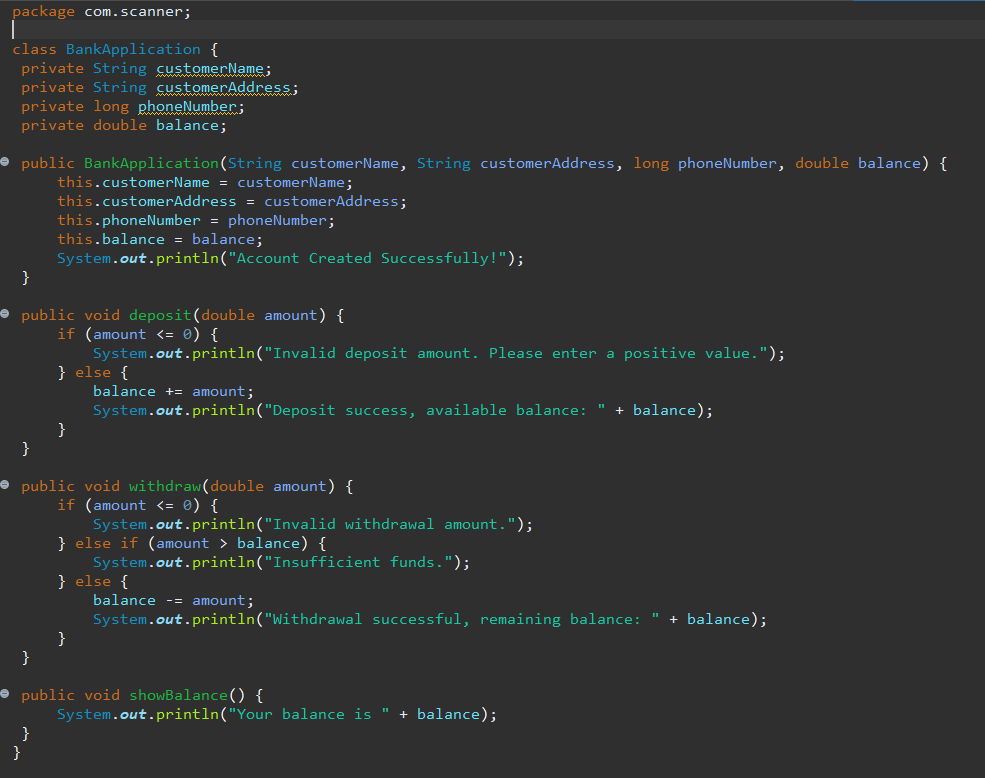 package com.scanner;
class BankApplication {
private String customerName;
private String customerAddress;
private long phoneNumber;
private double balance;
public BankApplication(String customerName, String customerAddress, long phoneNumber, double balance) {
this.customerName = customerName;
this.customerAddress = customerAddress;
this.phoneNumber = phoneNumber;
this.balance = balance;
System.out.println("Account Created Successfully!");
}
public void deposit(double amount) {
if (amount <= 0) {
System.out.println("Invalid deposit amount. Please enter a positive value.");
} else {
balance += amount;
System.out.println("Deposit success, available balance: " + balance);
}
}
public void withdraw(double amount) {
if (amount <= 0) {
System.out.println("Invalid withdrawal amount.");
} else if (amount > balance) {
System.out.println("Insufficient funds.");
} else {
balance -= amount;
System.out.println("Withdrawal successful, remaining balance: " + balance);
}
}
public void showBalance() {
System.out.println("Your balance is " + balance);
}
}